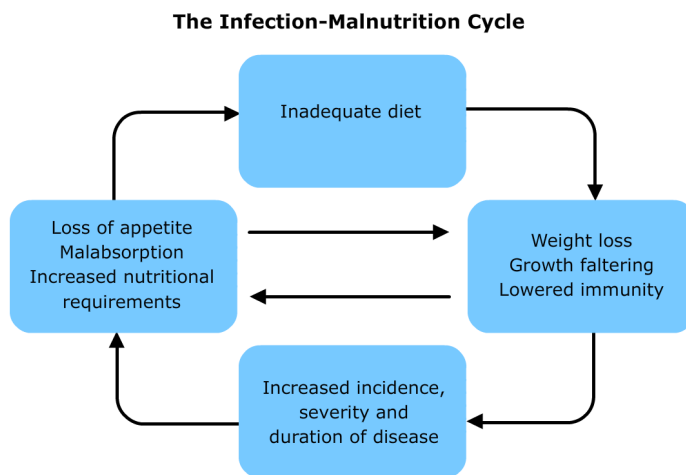 The Infection-Malnutrition Cycle
Inadequate diet
Loss of appetite
Malabsorption
Increased nutritional
requirements
Weight loss
Growth faltering
Lowered immunity
Increased incidence,
severity and
duration of disease